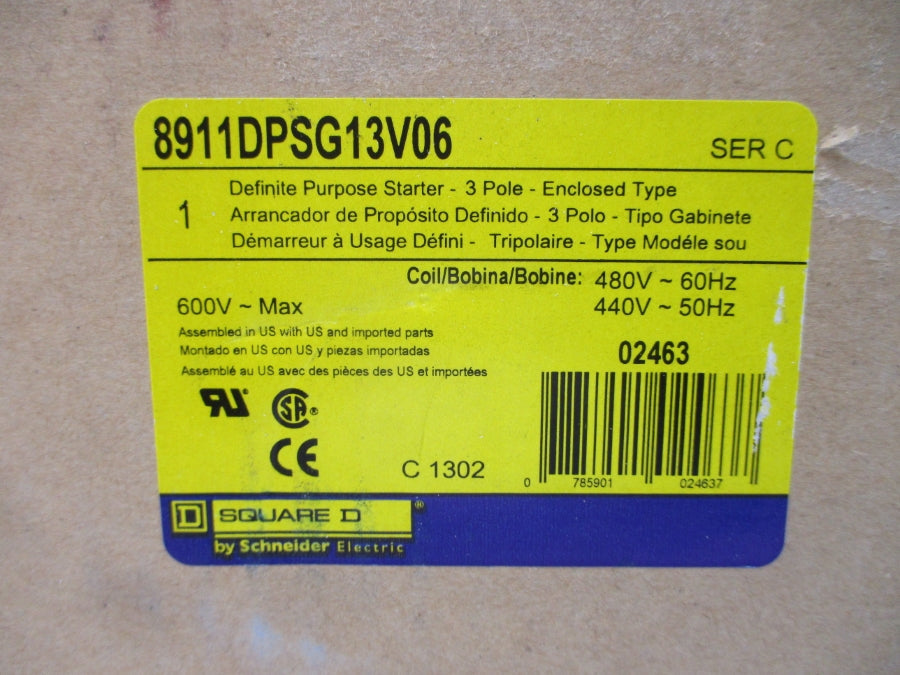 8911DPSG13V06 SER C
1
Definite Purpose Starter - 3 Pole - Enclosed Type
Arrancador de Propósito Definido - 3 Polo - Tipo Gabinete
Démarreur à Usage Défini - Tripolaire - Type Modéle sou
Coil/Bobina/Bobine: 480V ~ 60Hz
600V ~ Max 440V ~ 50Hz
Assembled in US with US and imported parts
Montado en US con US y piezas importadas
Assemblé au US avec des pièces des US et importées
02463
RU
SA®
CE
C 1302
0 785901 024637
D SQUARE D ®
by Schneider Electric